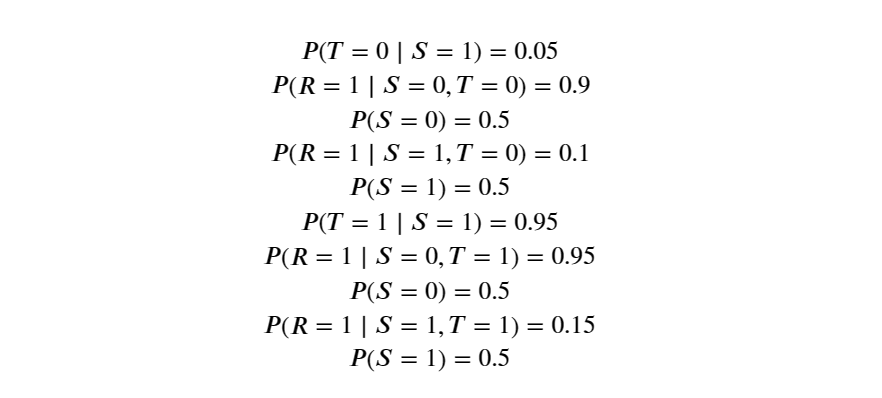 P(T = 0 | S = 1) = 0.05
P(R = 1 | S = 0, T = 0) = 0.9
P(S = 0) = 0.5
P(R = 1 | S = 1, T = 0) = 0.1
P(S = 1) = 0.5
P(T = 1 | S = 1) = 0.95
P(R = 1 | S = 0, T = 1) = 0.95
P(S = 0) = 0.5
P(R = 1 | S = 1, T = 1) = 0.15
P(S = 1) = 0.5